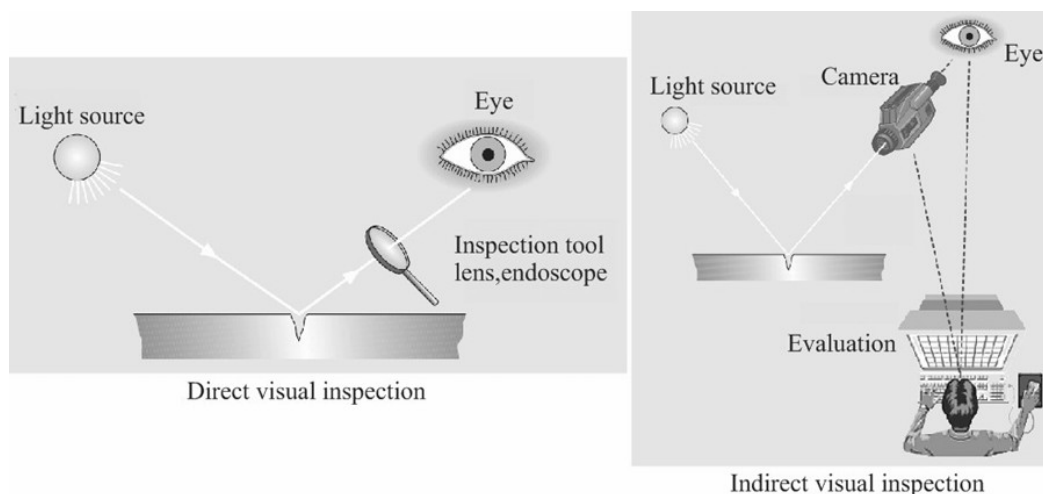 Light source
Eye
Inspection tool
lens,endoscope
Direct visual inspection
Eye
Camera
Light source
Evaluation
Indirect visual inspection